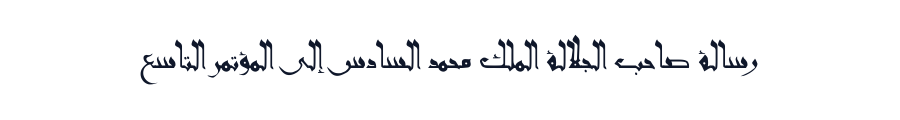 رسالة صاحب الجلالة الملك محمد السادس إلى المؤتمر التاسع